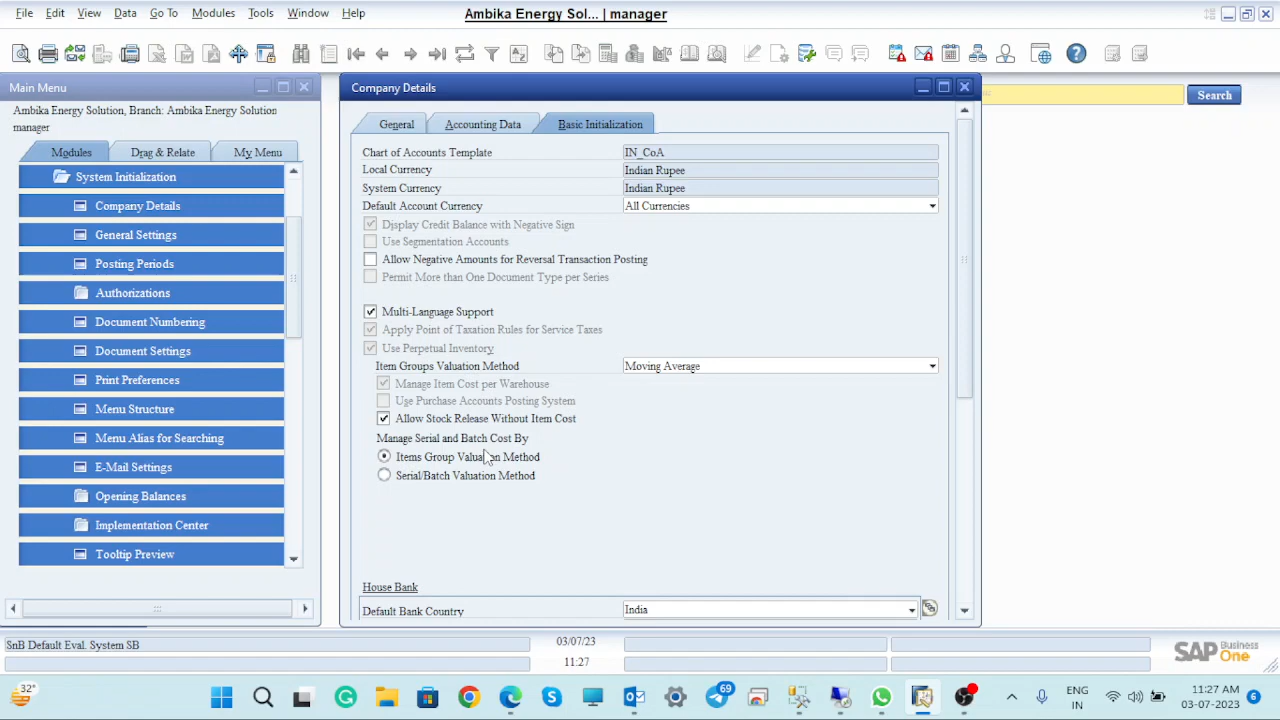 File Edit View Data Go To Modules Tools Window Help
Ambika Energy Sol... | manager
Main Menu
Ambika Energy Solution, Branch: Ambika Energy Solution
manager
Modules Drag & Relate My Menu
System Initialization
Company Details
General Settings
Posting Periods
Authorizations
Document Numbering
Document Settings
Print Preferences
Menu Structure
Menu Alias for Searching
E-Mail Settings
Opening Balances
Implementation Center
Tooltip Preview
Company Details
Search
General Accounting Data Basic Initialization
Chart of Accounts Template IN_CoA
Local Currency Indian Rupee
System Currency Indian Rupee
Default Account Currency All Currencies
Display Credit Balance with Negative Sign
Use Segmentation Accounts
Allow Negative Amounts for Reversal Transaction Posting
Permit More than One Document Type per Series
Multi-Language Support
Apply Point of Taxation Rules for Service Taxes
Use Perpetual Inventory
Item Groups Valuation Method Moving Average
Manage Item Cost per Warehouse
Use Purchase Accounts Posting System
Allow Stock Release Without Item Cost
Manage Serial and Batch Cost By
Items Group Valuation Method
Serial/Batch Valuation Method
House Bank
Default Bank Country India
SnB Default Eval. System SB
03/07/23
11:27
SAP Business One
32°
69
ENG
IN
11:27 AM
03-07-2023
6